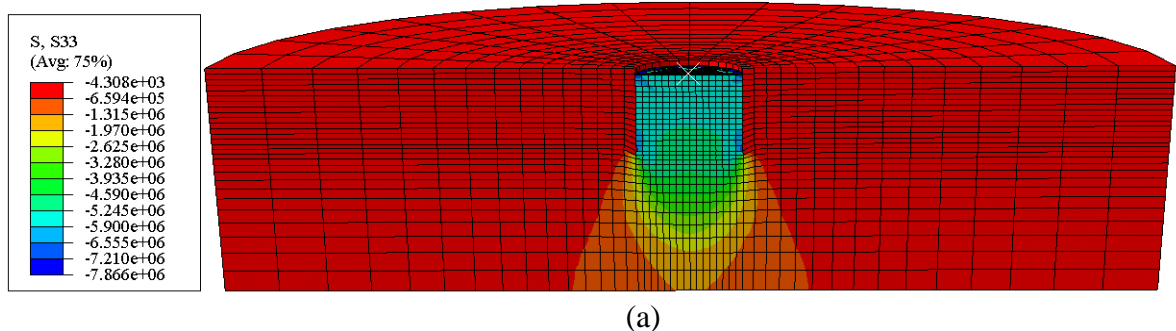 S, S33
(Avg: 75%)
-4.308e+03
-6.594e+05
-1.315e+06
-1.970e+06
-2.625e+06
-3.280e+06
-3.935e+06
-4.590e+06
-5.245e+06
-5.900e+06
-6.555e+06
-7.210e+06
-7.866e+06
(a)